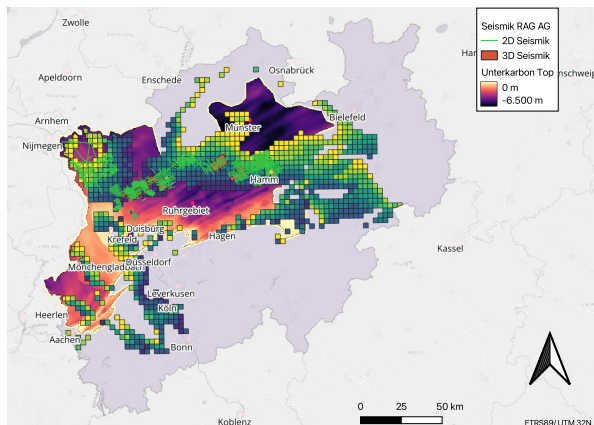 Zwolle
Seismik RAG AG
2D Seismik
3D Seismik
Unterkarbon Top
0 m
-6.500 m
Apeldoorn
Enschede
Osnabrück
Arnhem
Nijmegen
Münster
Bielefeld
Hamm
Ruhrgebiet
Duisburg
Krefeld
Hagen
Düsseldorf
Mönchengladbach
Kassel
Leverkusen
Köln
Heerlen
Aachen
Bonn
Koblenz
0 25 50 km
ETRS89/UTM 32N